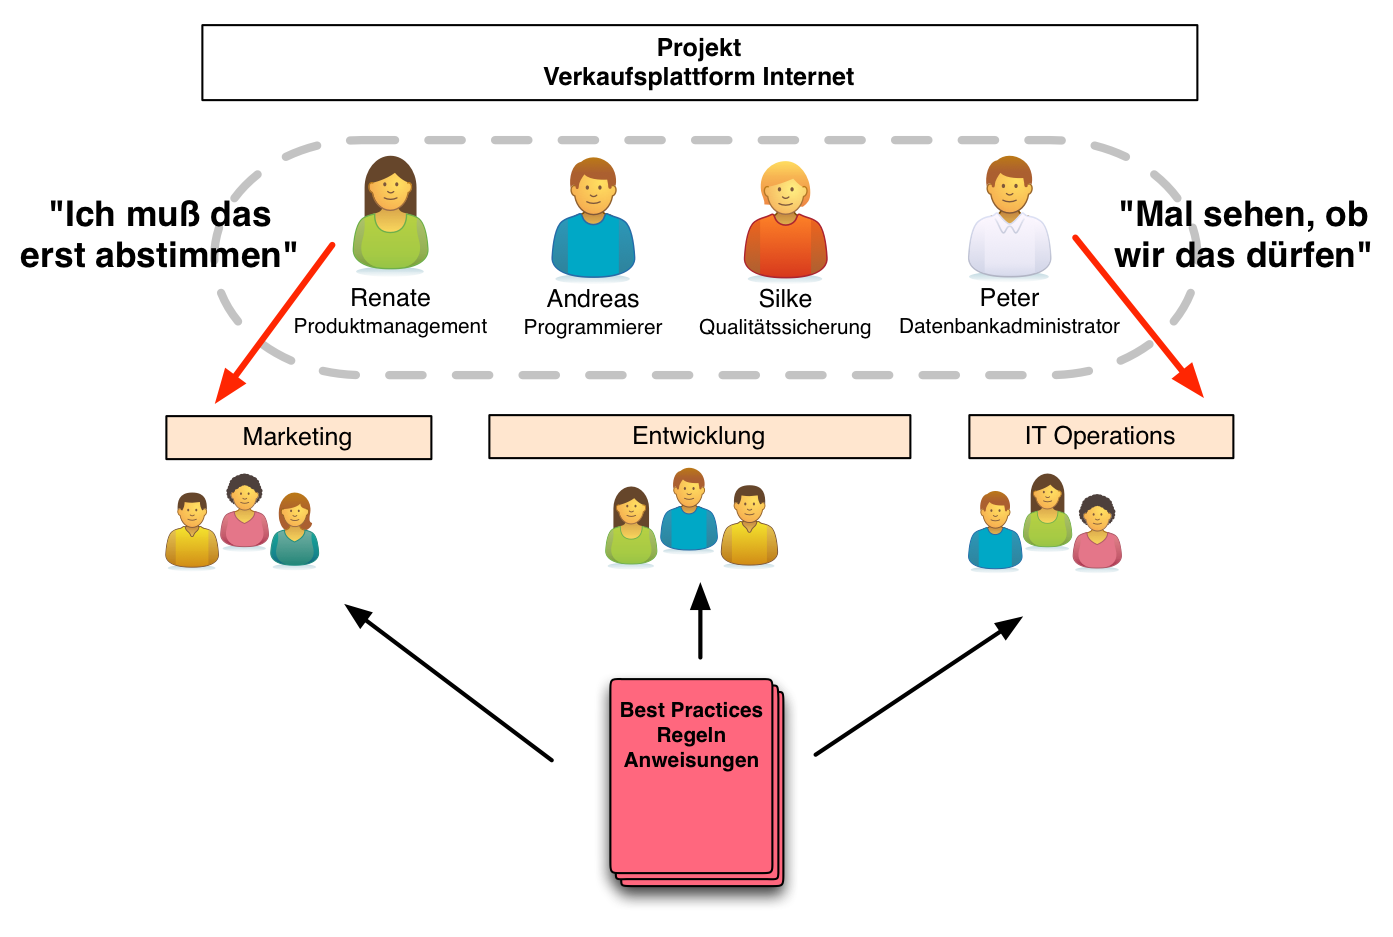 Projekt
Verkaufsplattform Internet
"Ich muß das
erst abstimmen"
"Mal sehen, ob
wir das dürfen"
Renate
Produktmanagement
Andreas
Programmierer
Silke
Qualitätssicherung
Peter
Datenbankadministrator
Marketing
Entwicklung
IT Operations
Best Practices
Regeln
Anweisungen